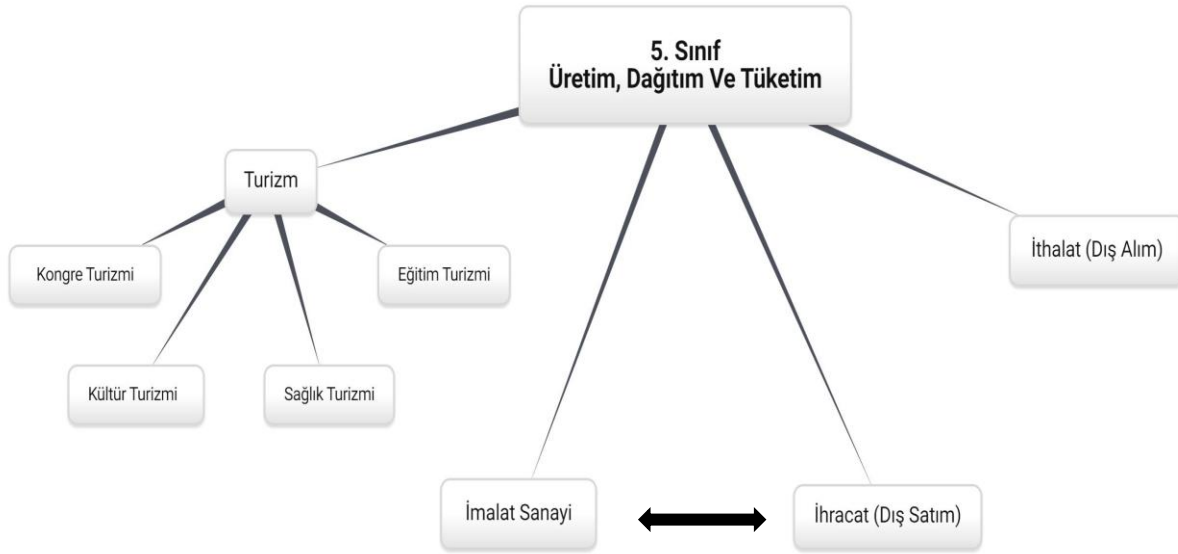 5. Sınıf
Üretim, Dağıtım Ve Tüketim
Turizm
Kongre Turizmi
Eğitim Turizmi
Kültür Turizmi
Sağlık Turizmi
İthalat (Dış Alım)
İmalat Sanayi
İhracat (Dış Satım)